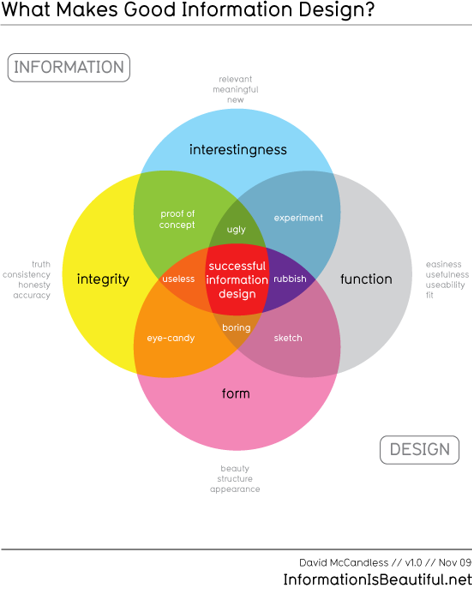 What Makes Good Information Design?
INFORMATION
relevant
meaningful
new
interestingness
proof of
concept
ugly
experiment
truth
consistency
honesty
accuracy
integrity
useless
successful
information
design
rubbish
function
easiness
usefulness
useability
fit
eye-candy
boring
sketch
form
DESIGN
beauty
structure
appearance
David McCandless // v1.0 // Nov 09
InformationIsBeautiful.net